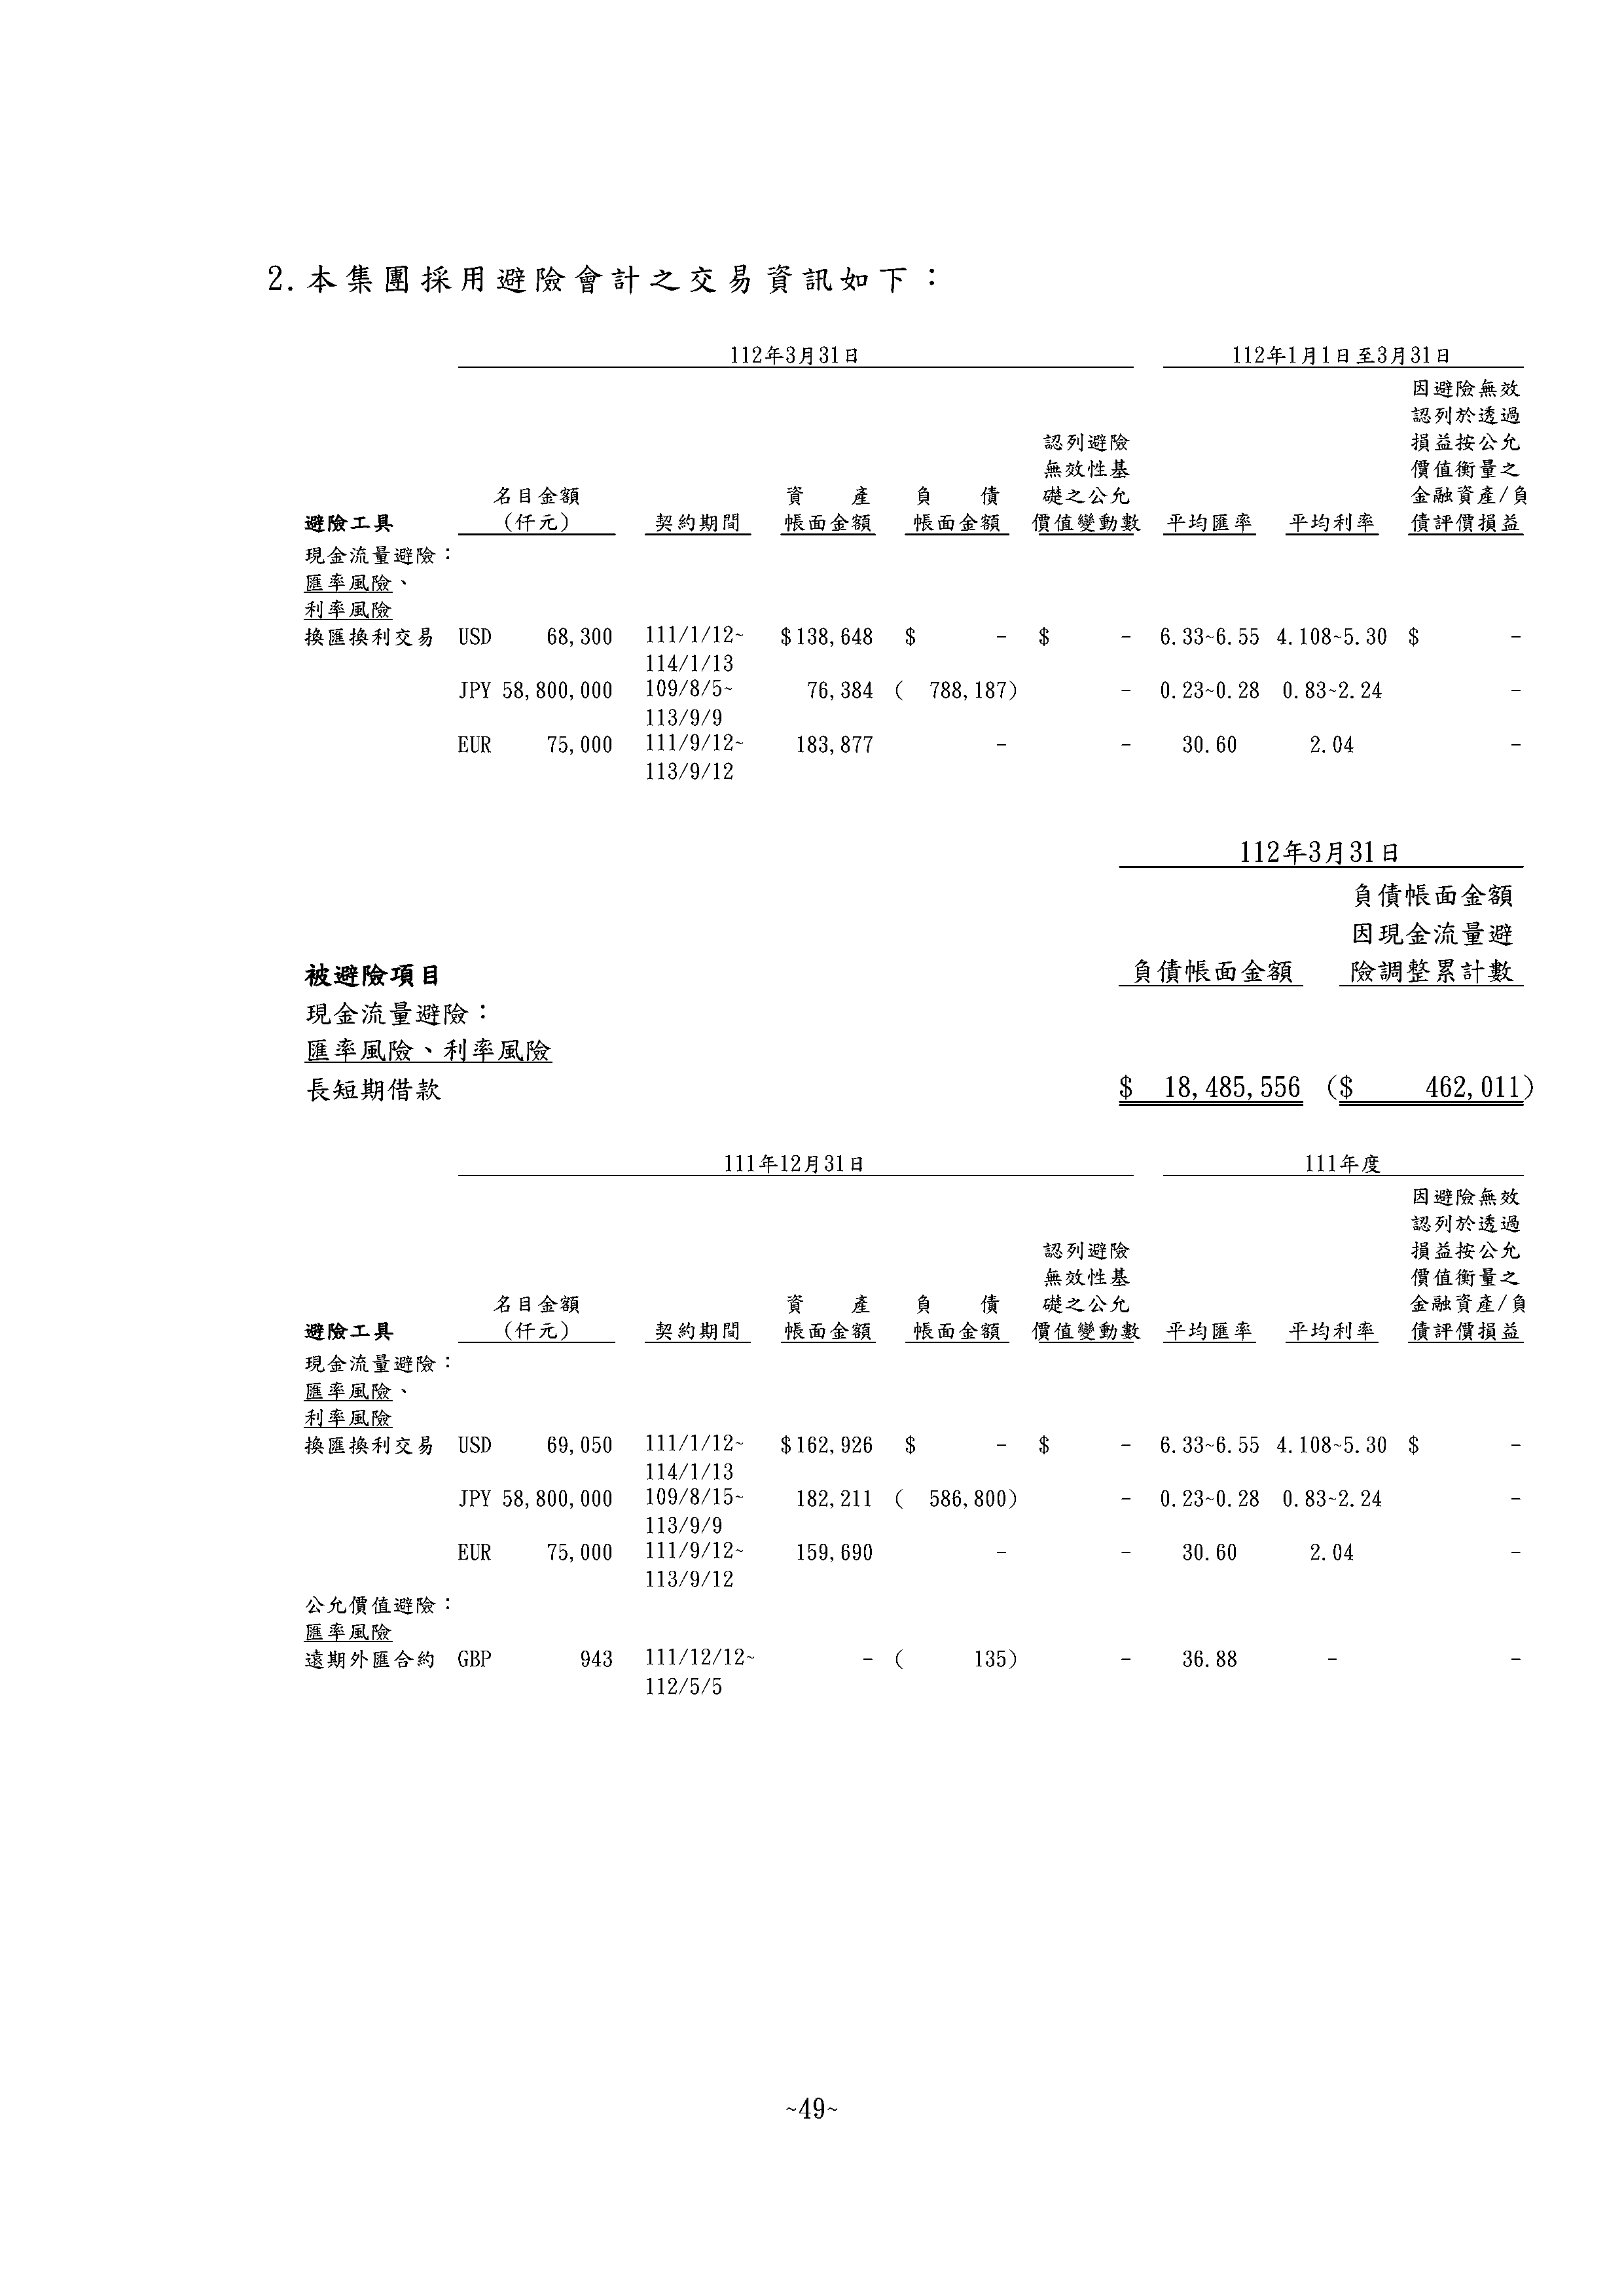 2.本集團採用避險會計之交易資訊如下：
112年3月31日 112年1月1日至3月31日
因避險無效
認列於透過
認列避險 損益按公允
無效性基 價值衡量之
名目金額 資 產 負 債 礎之公允 金融資產/負
避險工具 (仟元) 契約期間 帳面金額 帳面金額 價值變動數 平均匯率 平均利率 債評價損益
現金流量避險：
匯率風險、
利率風險
換匯換利交易 USD 68,300 111/1/12~ $138,648 $ - $ - 6.33~6.55 4.108~5.30 $ -
114/1/13
JPY 58,800,000 109/8/5~ 76,384 ( 788,187) - 0.23~0.28 0.83~2.24 -
113/9/9
EUR 75,000 111/9/12~ 183,877 - - 30.60 2.04 -
113/9/12
112年3月31日
負債帳面金額
因現金流量避
被避險項目 負債帳面金額 險調整累計數
現金流量避險：
匯率風險、利率風險
長短期借款 $ 18,485,556 ($ 462,011)
111年12月31日 111年度
因避險無效
認列於透過
認列避險 損益按公允
無效性基 價值衡量之
名目金額 資 產 負 債 礎之公允 金融資產/負
避險工具 (仟元) 契約期間 帳面金額 帳面金額 價值變動數 平均匯率 平均利率 債評價損益
現金流量避險：
匯率風險、
利率風險
換匯換利交易 USD 69,050 111/1/12~ $162,926 $ - $ - 6.33~6.55 4.108~5.30 $ -
114/1/13
JPY 58,800,000 109/8/15~ 182,211 ( 586,800) - 0.23~0.28 0.83~2.24 -
113/9/9
EUR 75,000 111/9/12~ 159,690 - - 30.60 2.04 -
113/9/12
公允價值避險：
匯率風險
遠期外匯合約 GBP 943 111/12/12~ - ( 135) - 36.88 - -
112/5/5
~49~